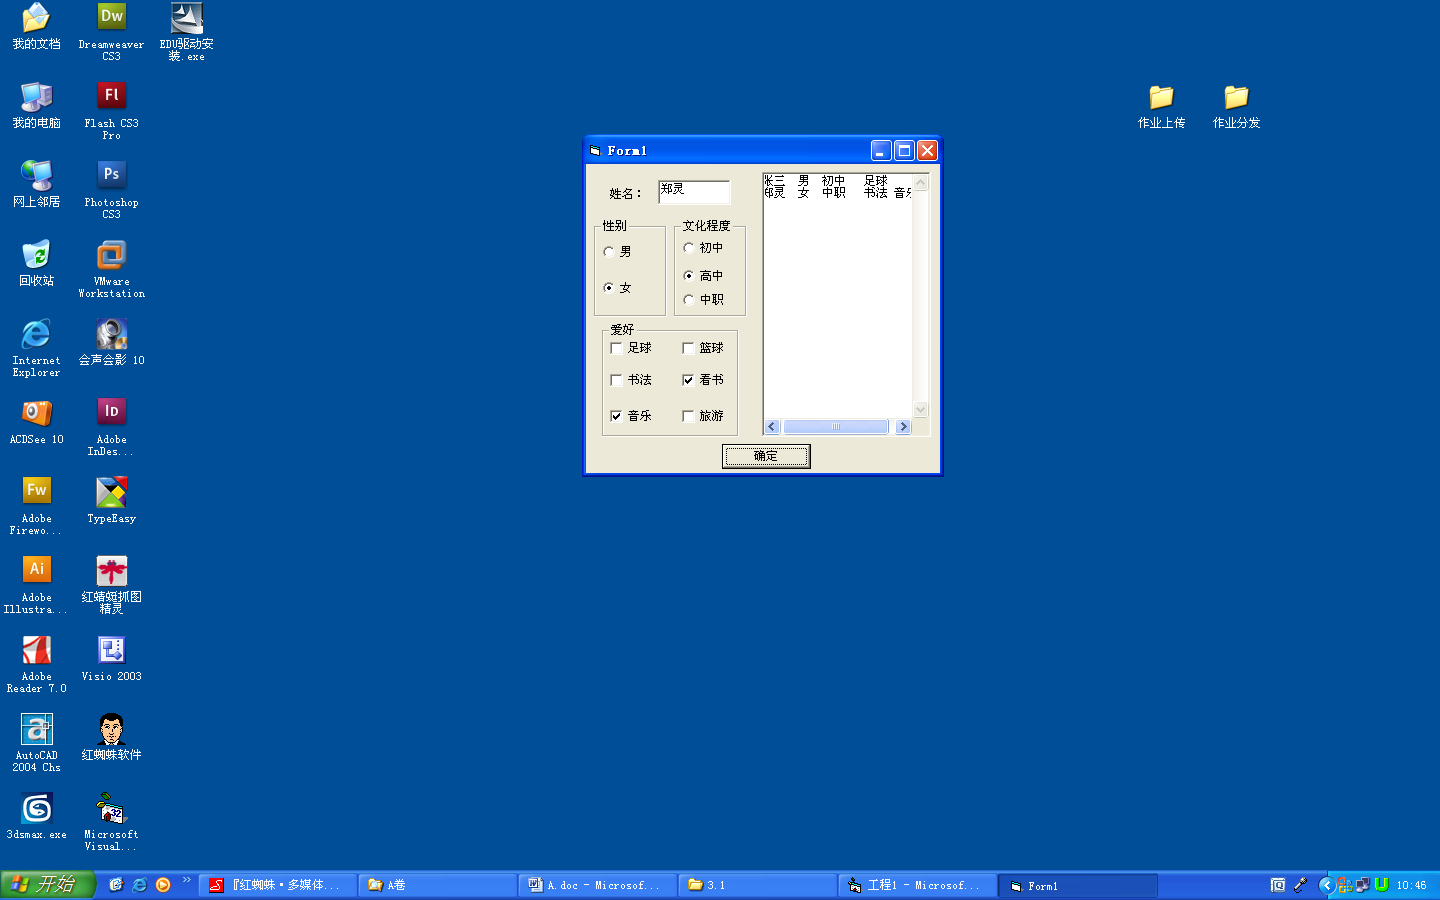 我的文档
Dreamweaver
CS3
EDU驱动安
装.exe
我的电脑
Flash CS3
Pro
网上邻居
Photoshop
CS3
回收站
VMware
Workstation
Internet
Explorer
会声会影 10
ACDSee 10
Adobe
InDes...
Adobe
Firewo...
TypeEasy
Adobe
Illustra...
红蜻蜓抓图
精灵
Adobe
Reader 7.0
Visio 2003
AutoCAD
2004 Chs
红蜘蛛软件
3dsmax.exe
Microsoft
Visual...
作业上传
作业分发
Form1
姓名：
郑灵
性别
男
女
文化程度
初中
高中
中职
爱好
足球
篮球
书法
看书
音乐
旅游
张三 男 初中 足球
郑灵 女 中职 书法 音乐
确定
开始
『红蜘蛛·多媒体...
A卷
A.doc - Microsof...
3.1
工程1 - Microsof...
Form1
10:46